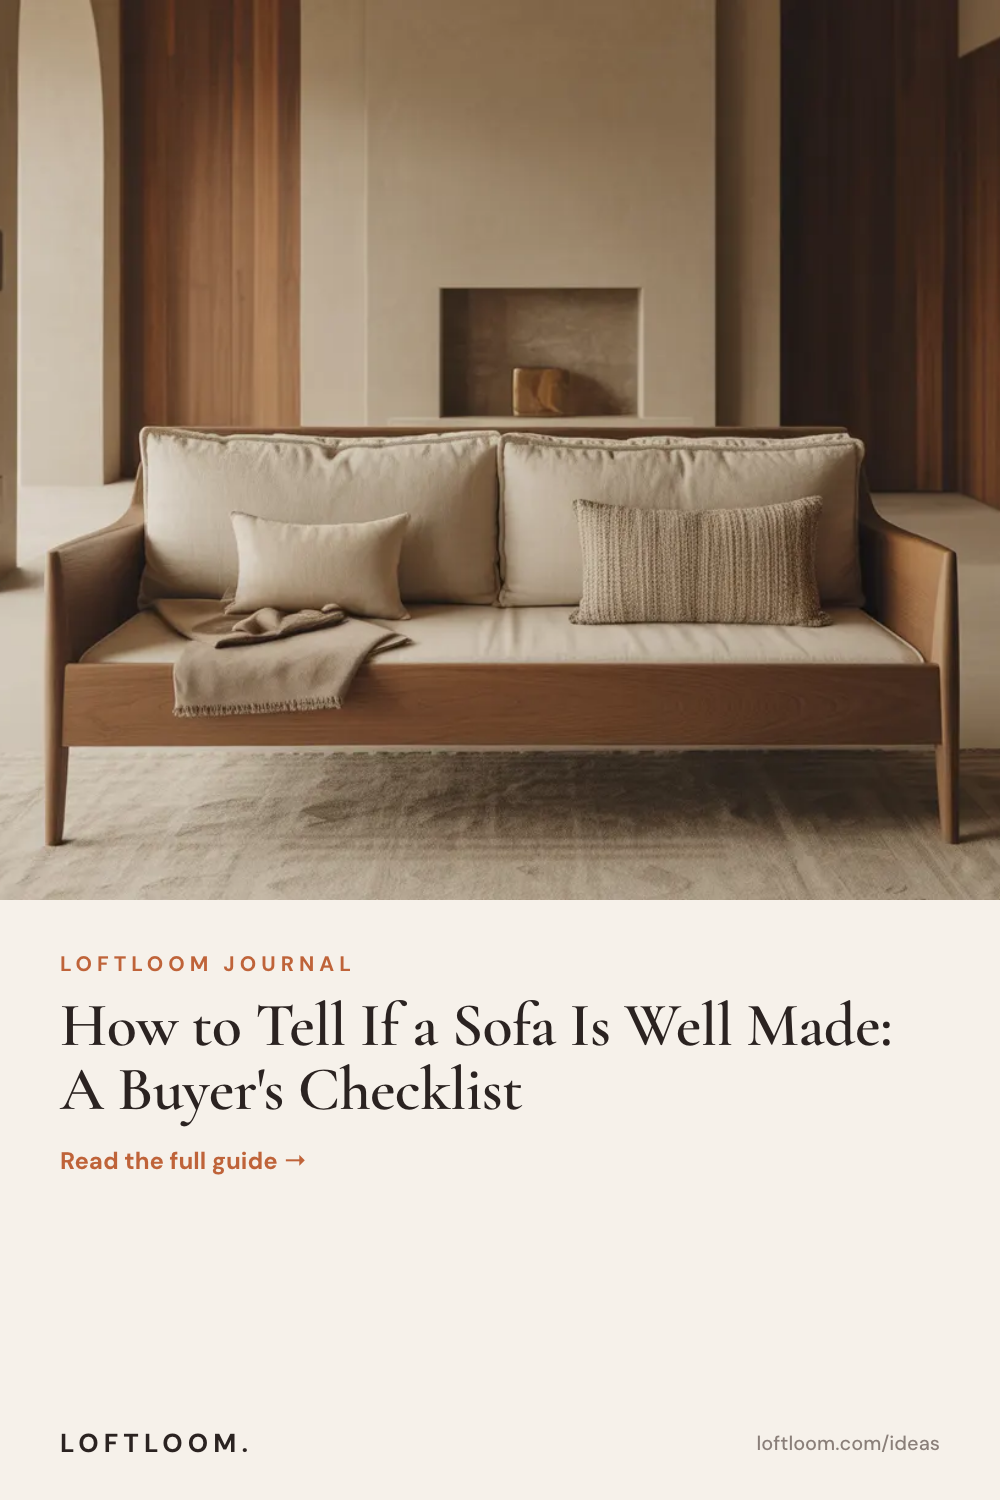 LOFTLOOM JOURNAL
How to Tell If a Sofa Is Well Made:
A Buyer's Checklist
Read the full guide →
LOFTLOOM.
loftloom.com/ideas